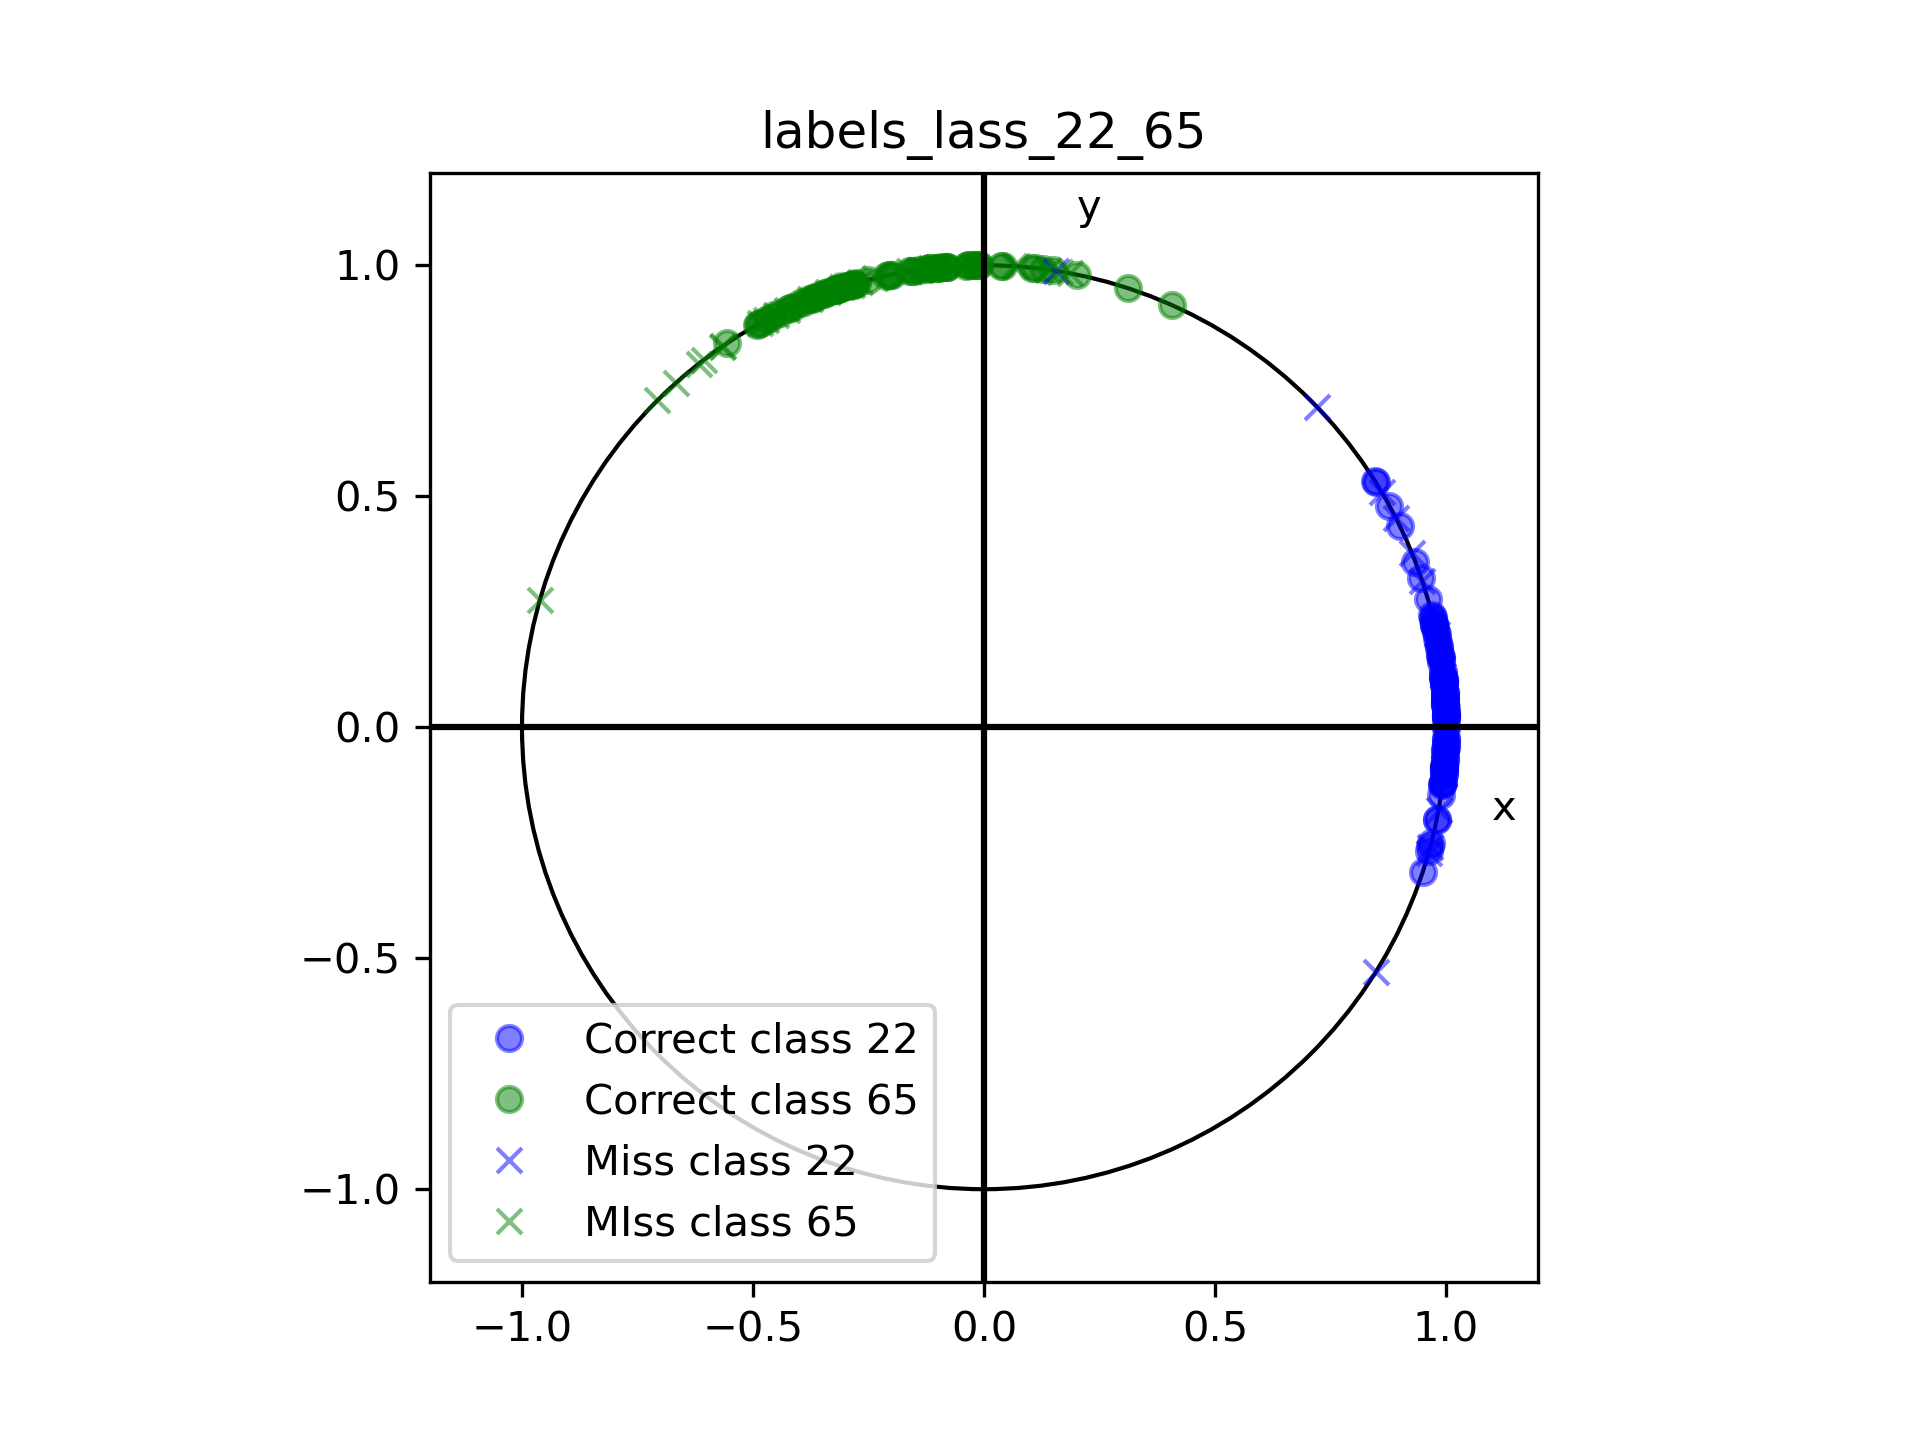 labels_lass_22_65
y
1.0
0.5
0.0
x
−0.5
−1.0
Correct class 22
Correct class 65
Miss class 22
MIss class 65
−1.0 −0.5 0.0 0.5 1.0